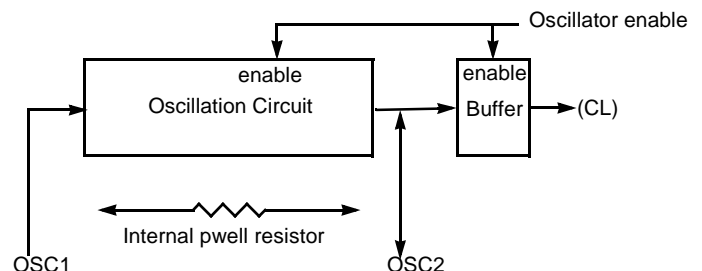 Oscillator enable
enable
enable
Oscillation Circuit
Buffer
(CL)
Internal pwell resistor
OSC1
OSC2